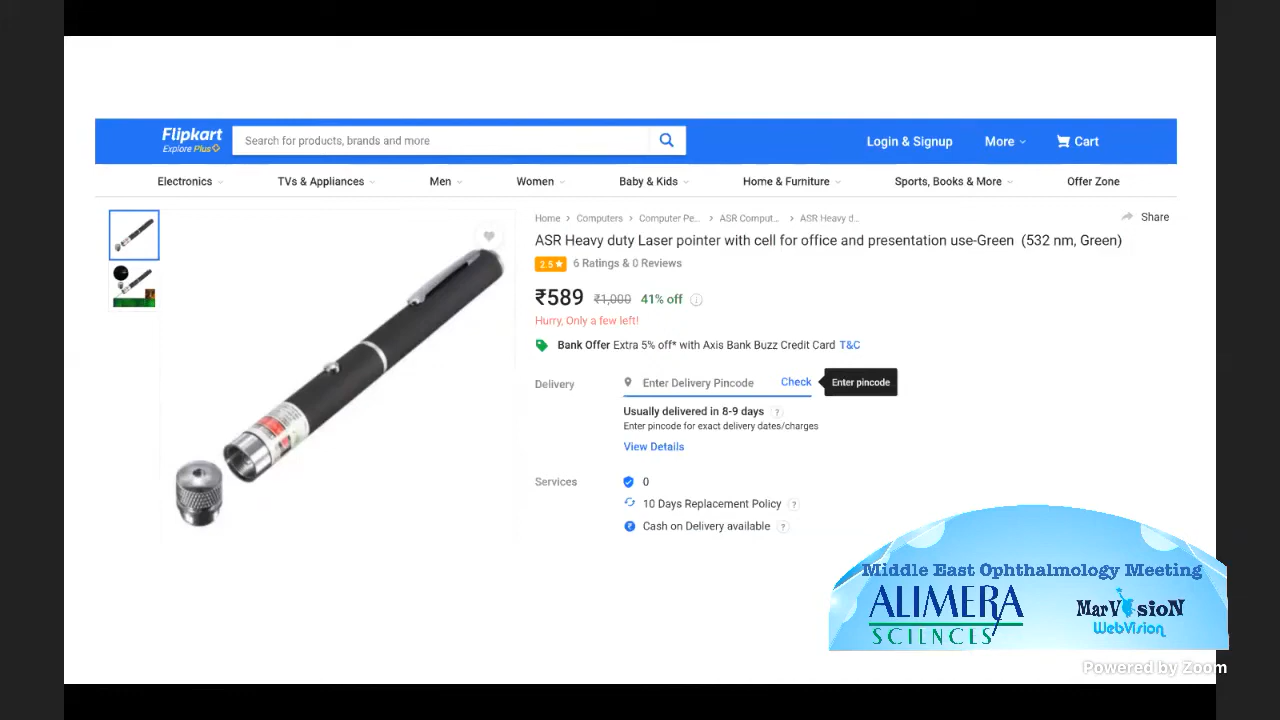 Flipkart
Explore Plus
Search for products, brands and more
Login & Signup
More
Cart
Electronics
TVs & Appliances
Men
Women
Baby & Kids
Home & Furniture
Sports, Books & More
Offer Zone
Home > Computers > Computer Pe... > ASR Comput... > ASR Heavy d...
Share
ASR Heavy duty Laser pointer with cell for office and presentation use-Green (532 nm, Green)
2.5 ★ 6 Ratings & 0 Reviews
₹589 ₹1,000 41% off
Hurry, Only a few left!
Bank Offer Extra 5% off* with Axis Bank Buzz Credit Card T&C
Delivery
Enter Delivery Pincode
Check
Enter pincode
Usually delivered in 8-9 days ?
Enter pincode for exact delivery dates/charges
View Details
Services
0
10 Days Replacement Policy ?
Cash on Delivery available ?
Middle East Ophthalmology Meeting
ALIMERA
SCIENCES
MarVisioN
WebVision
Powered by Zoom